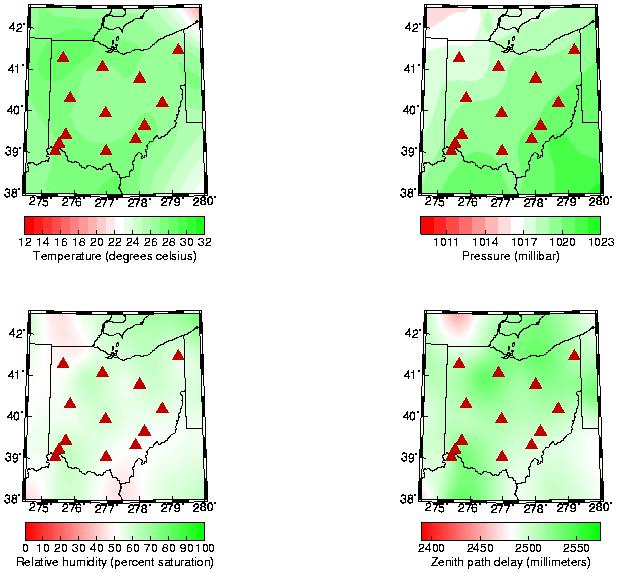 42° 42°
41° 41°
40° 40°
39° 39°
38° 38°
275° 276° 277° 278° 279° 280° 275° 276° 277° 278° 279° 280°
12 14 16 18 20 22 24 26 28 30 32 1011 1014 1017 1020 1023
Temperature (degrees celsius) Pressure (millibar)
42° 42°
41° 41°
40° 40°
39° 39°
38° 38°
275° 276° 277° 278° 279° 280° 275° 276° 277° 278° 279° 280°
0 10 20 30 40 50 60 70 80 90 100 2400 2450 2500 2550
Relative humidity (percent saturation) Zenith path delay (millimeters)